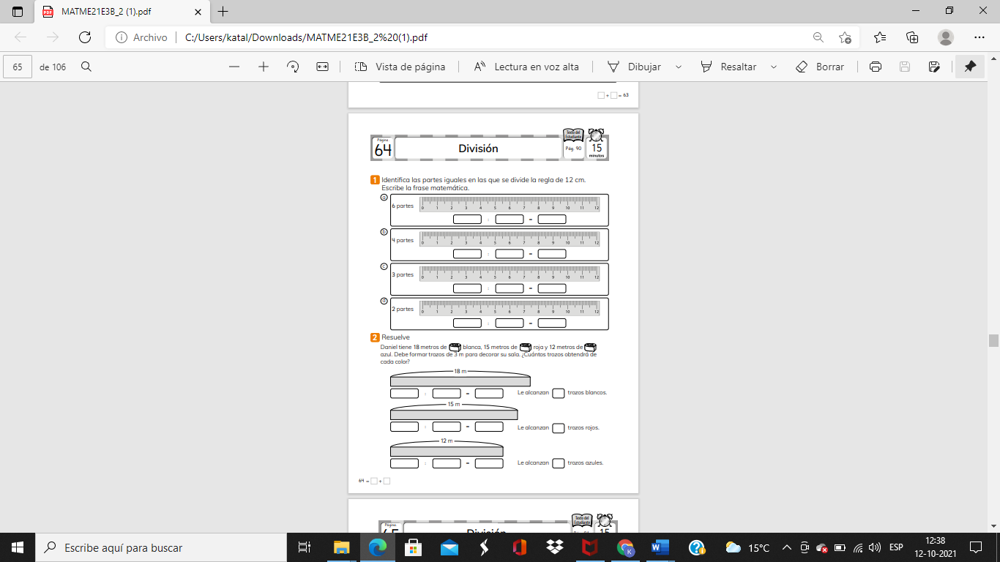 MATME21E3B_2 (1).pdf
Archivo
C:/Users/katal/Downloads/MATME21E3B_2%20(1).pdf
65 de 106
Vista de página
Lectura en voz alta
Dibujar
Resaltar
Borrar
+ = 63
Página
64
División
Texto del
Estudiante
Pág. 90
15
minutos
1 Identifica las partes iguales en las que se divide la regla de 12 cm.
Escribe la frase matemática.
a
6 partes
0 1 2 3 4 5 6 7 8 9 10 11 12
: =
b
4 partes
0 1 2 3 4 5 6 7 8 9 10 11 12
: =
c
3 partes
0 1 2 3 4 5 6 7 8 9 10 11 12
: =
d
2 partes
0 1 2 3 4 5 6 7 8 9 10 11 12
: =
2 Resuelve
Daniel tiene 18 metros de blanca, 15 metros de roja y 12 metros de
azul. Debe formar trozos de 3 m para decorar su sala. ¿Cuántos trozos obtendrá de
cada color?
18 m
: = Le alcanzan trozos blancos.
15 m
: = Le alcanzan trozos rojos.
12 m
: = Le alcanzan trozos azules.
64 = +
Página
65
División
Texto del
Estudiante
15
Escribe aquí para buscar
15°C
ESP
12:38
12-10-2021